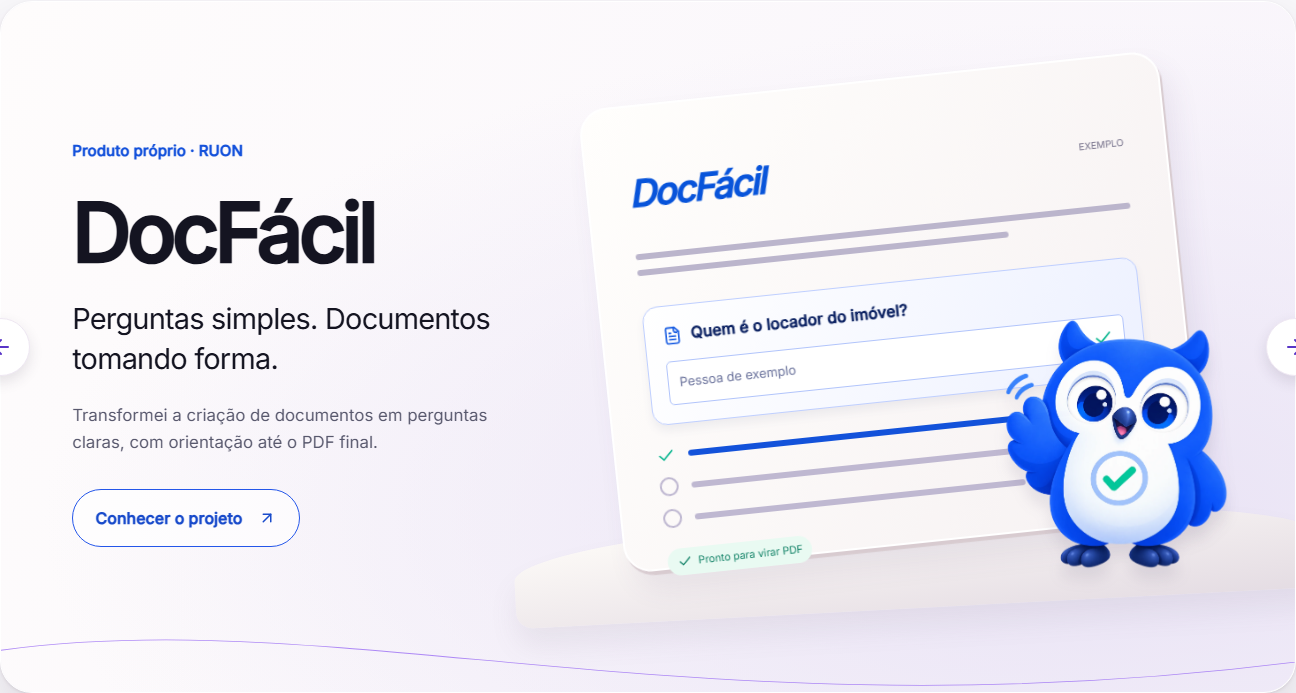 Produto próprio · RUON
DocFácil
Perguntas simples. Documentos
tomando forma.
Transformei a criação de documentos em perguntas
claras, com orientação até o PDF final.
Conhecer o projeto
EXEMPLO
DocFácil
Quem é o locador do imóvel?
Pessoa de exemplo
Pronto para virar PDF